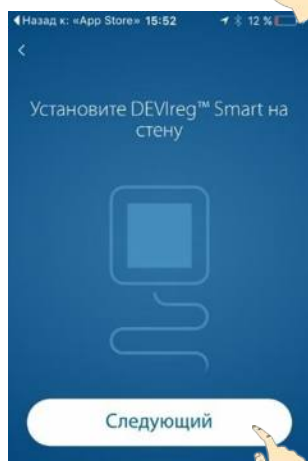 Назад к: «App Store» 15:52 12 %
Установите DEVIreg™ Smart на
стену
Следующий